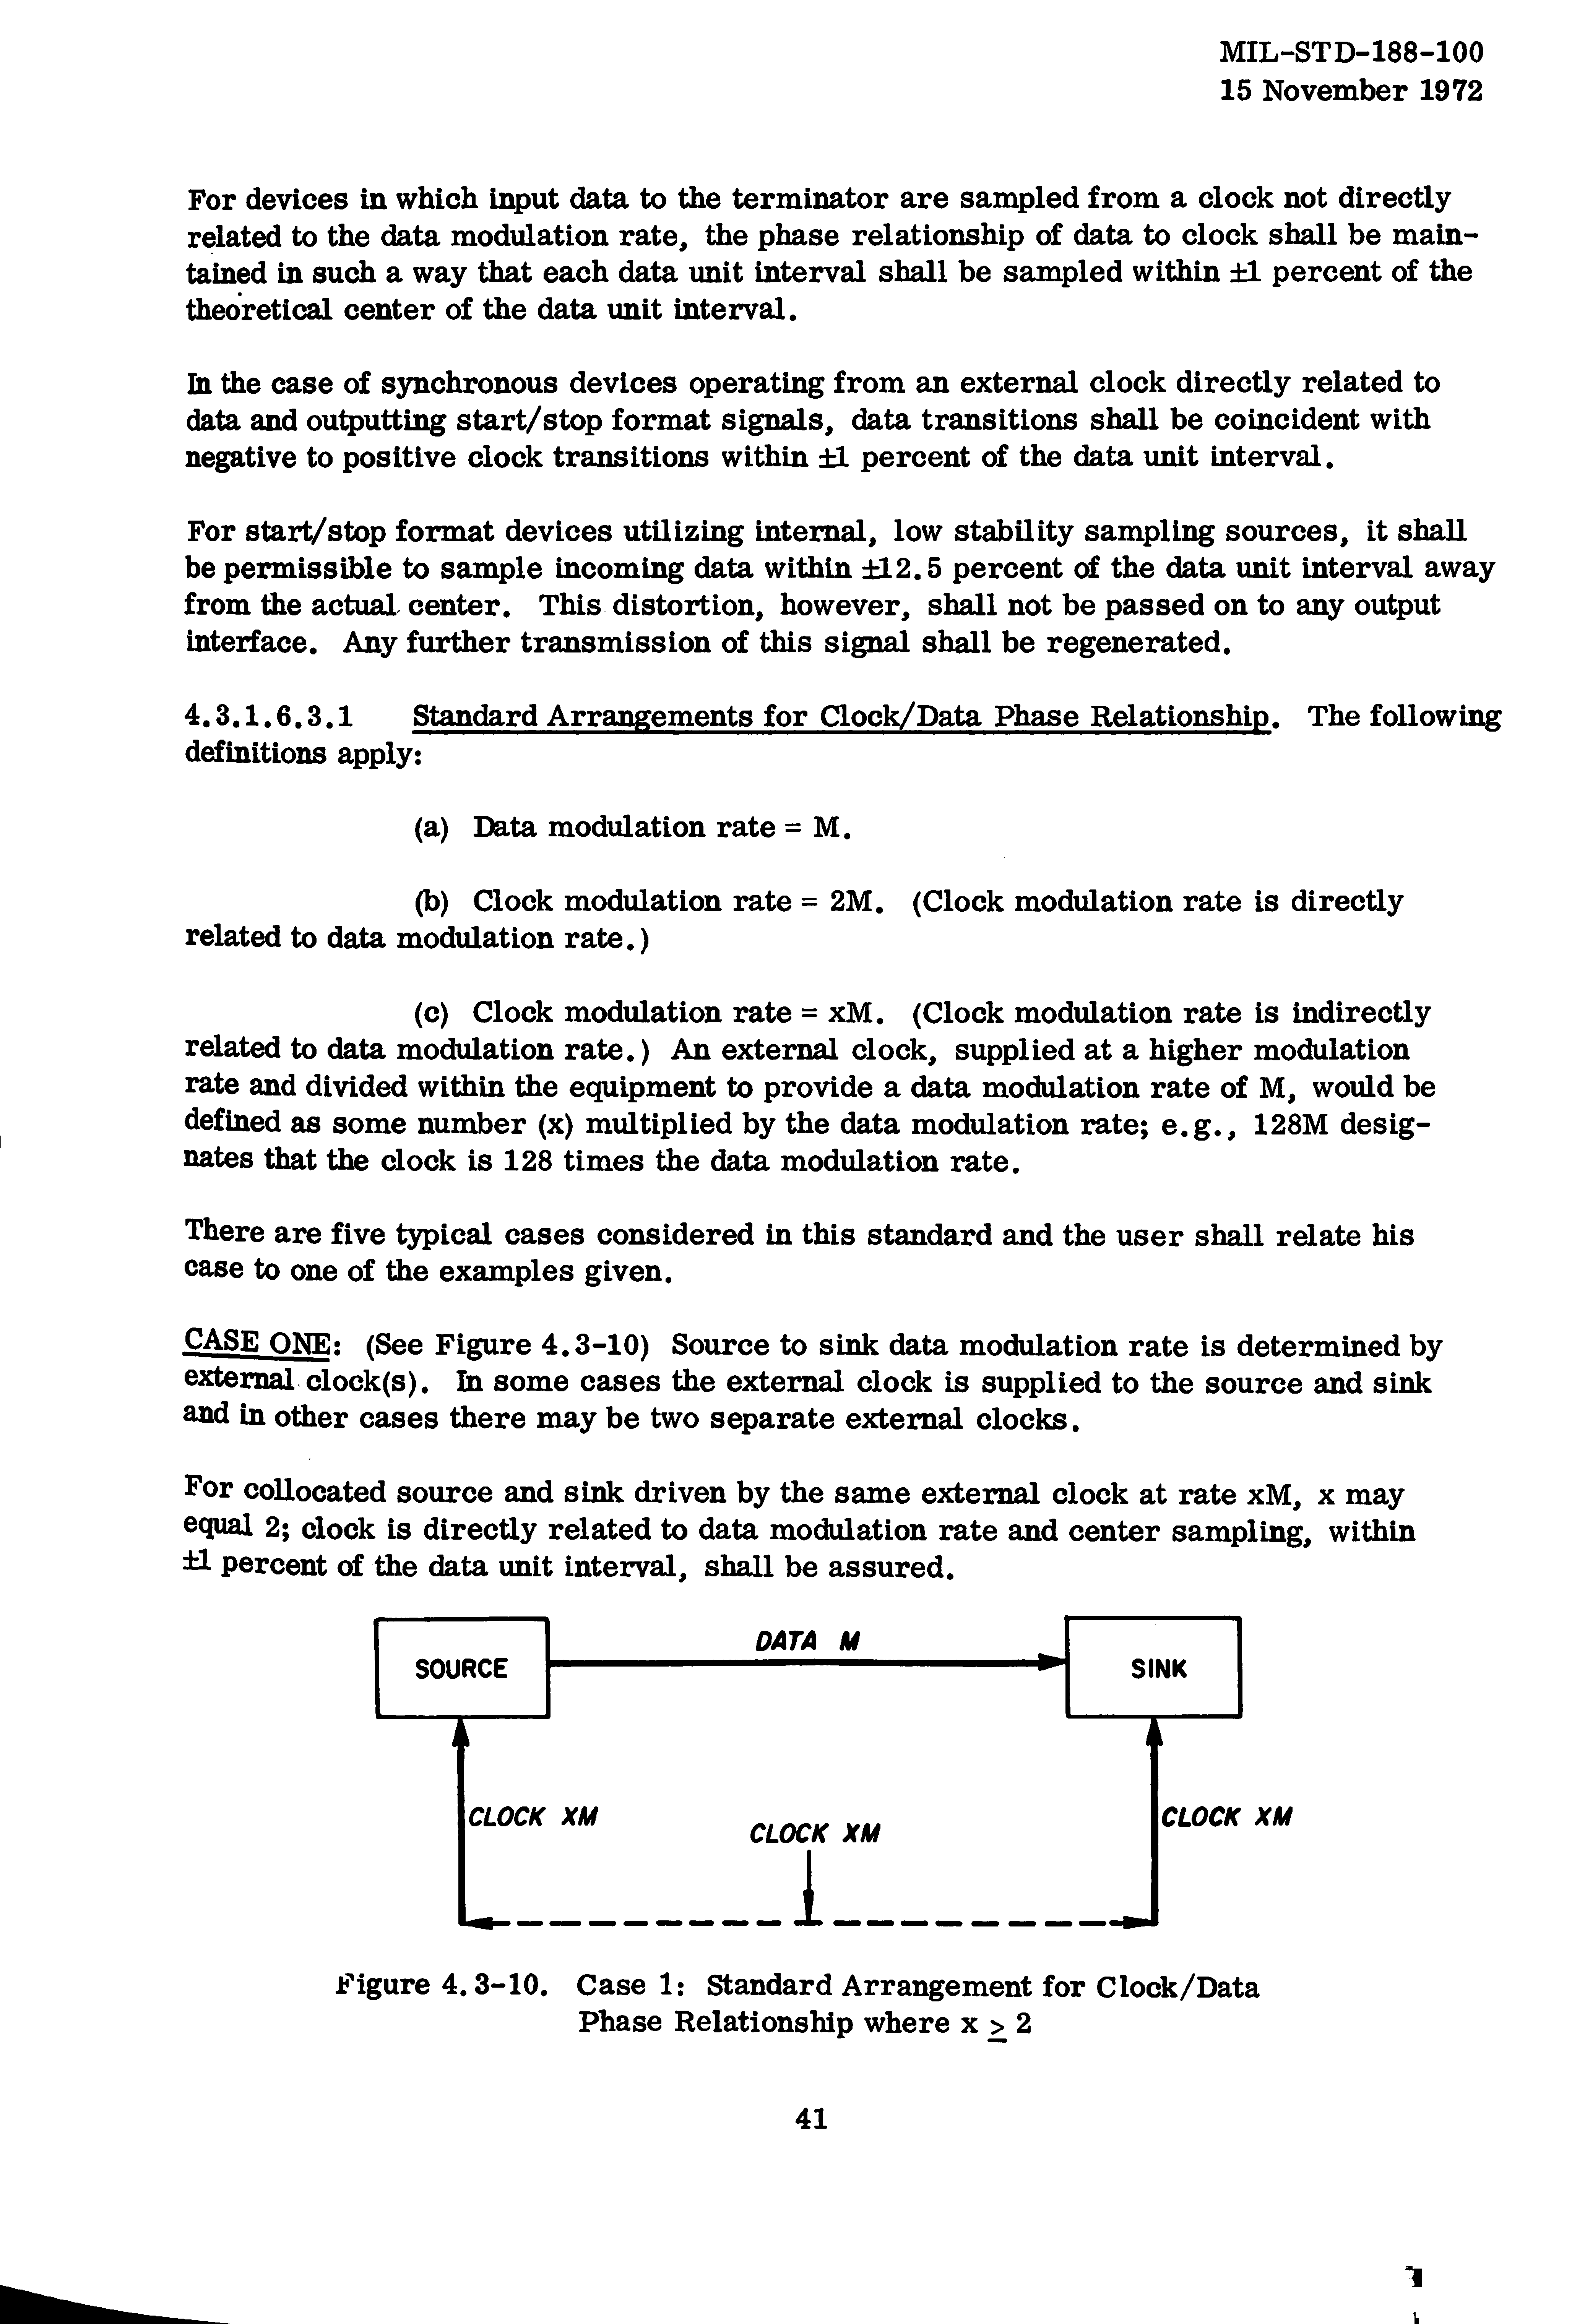 MIL-STD-188-100
15 November 1972
For devices in which input data to the terminator are sampled from a clock not directly
related to the data modulation rate, the phase relationship of data to clock shall be main-
tained in such a way that each data unit interval shall be sampled within ±1 percent of the
theoretical center of the data unit interval.
In the case of synchronous devices operating from an external clock directly related to
data and outputting start/stop format signals, data transitions shall be coincident with
negative to positive clock transitions within ±1 percent of the data unit interval.
For start/stop format devices utilizing internal, low stability sampling sources, it shall
be permissible to sample incoming data within ±12.5 percent of the data unit interval away
from the actual center. This distortion, however, shall not be passed on to any output
interface. Any further transmission of this signal shall be regenerated.
4.3.1.6.3.1 Standard Arrangements for Clock/Data Phase Relationship. The following
definitions apply:
(a) Data modulation rate = M.
(b) Clock modulation rate = 2M. (Clock modulation rate is directly
related to data modulation rate.)
(c) Clock modulation rate = xM. (Clock modulation rate is indirectly
related to data modulation rate.) An external clock, supplied at a higher modulation
rate and divided within the equipment to provide a data modulation rate of M, would be
defined as some number (x) multiplied by the data modulation rate; e.g., 128M desig-
nates that the clock is 128 times the data modulation rate.
There are five typical cases considered in this standard and the user shall relate his
case to one of the examples given.
CASE ONE: (See Figure 4.3-10) Source to sink data modulation rate is determined by
external clock(s). In some cases the external clock is supplied to the source and sink
and in other cases there may be two separate external clocks.
For collocated source and sink driven by the same external clock at rate xM, x may
equal 2; clock is directly related to data modulation rate and center sampling, within
±1 percent of the data unit interval, shall be assured.
DATA M
SOURCE
SINK
CLOCK XM
CLOCK XM
CLOCK XM
Figure 4.3-10. Case 1: Standard Arrangement for Clock/Data
Phase Relationship where x ≥ 2
41